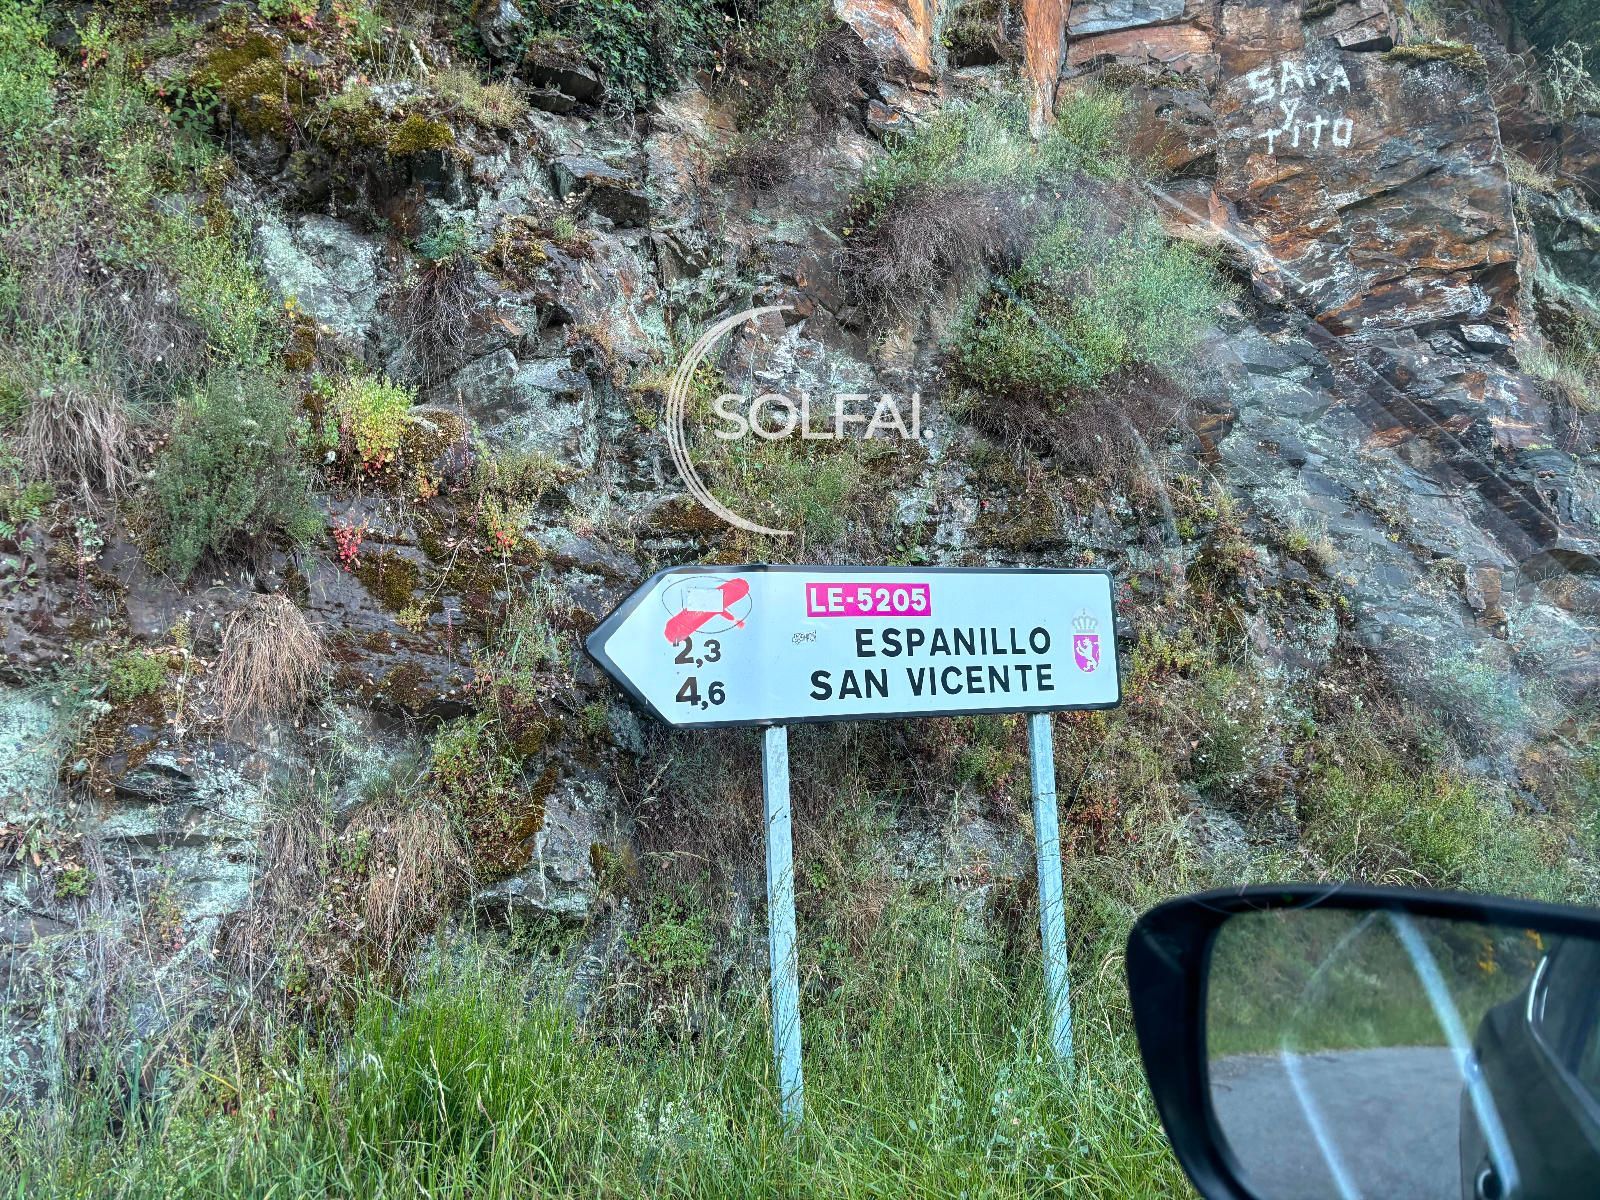 SARA
Y
TITO
SOLFAI.
LE-5205
2,3 ESPANILLO
4,6 SAN VICENTE